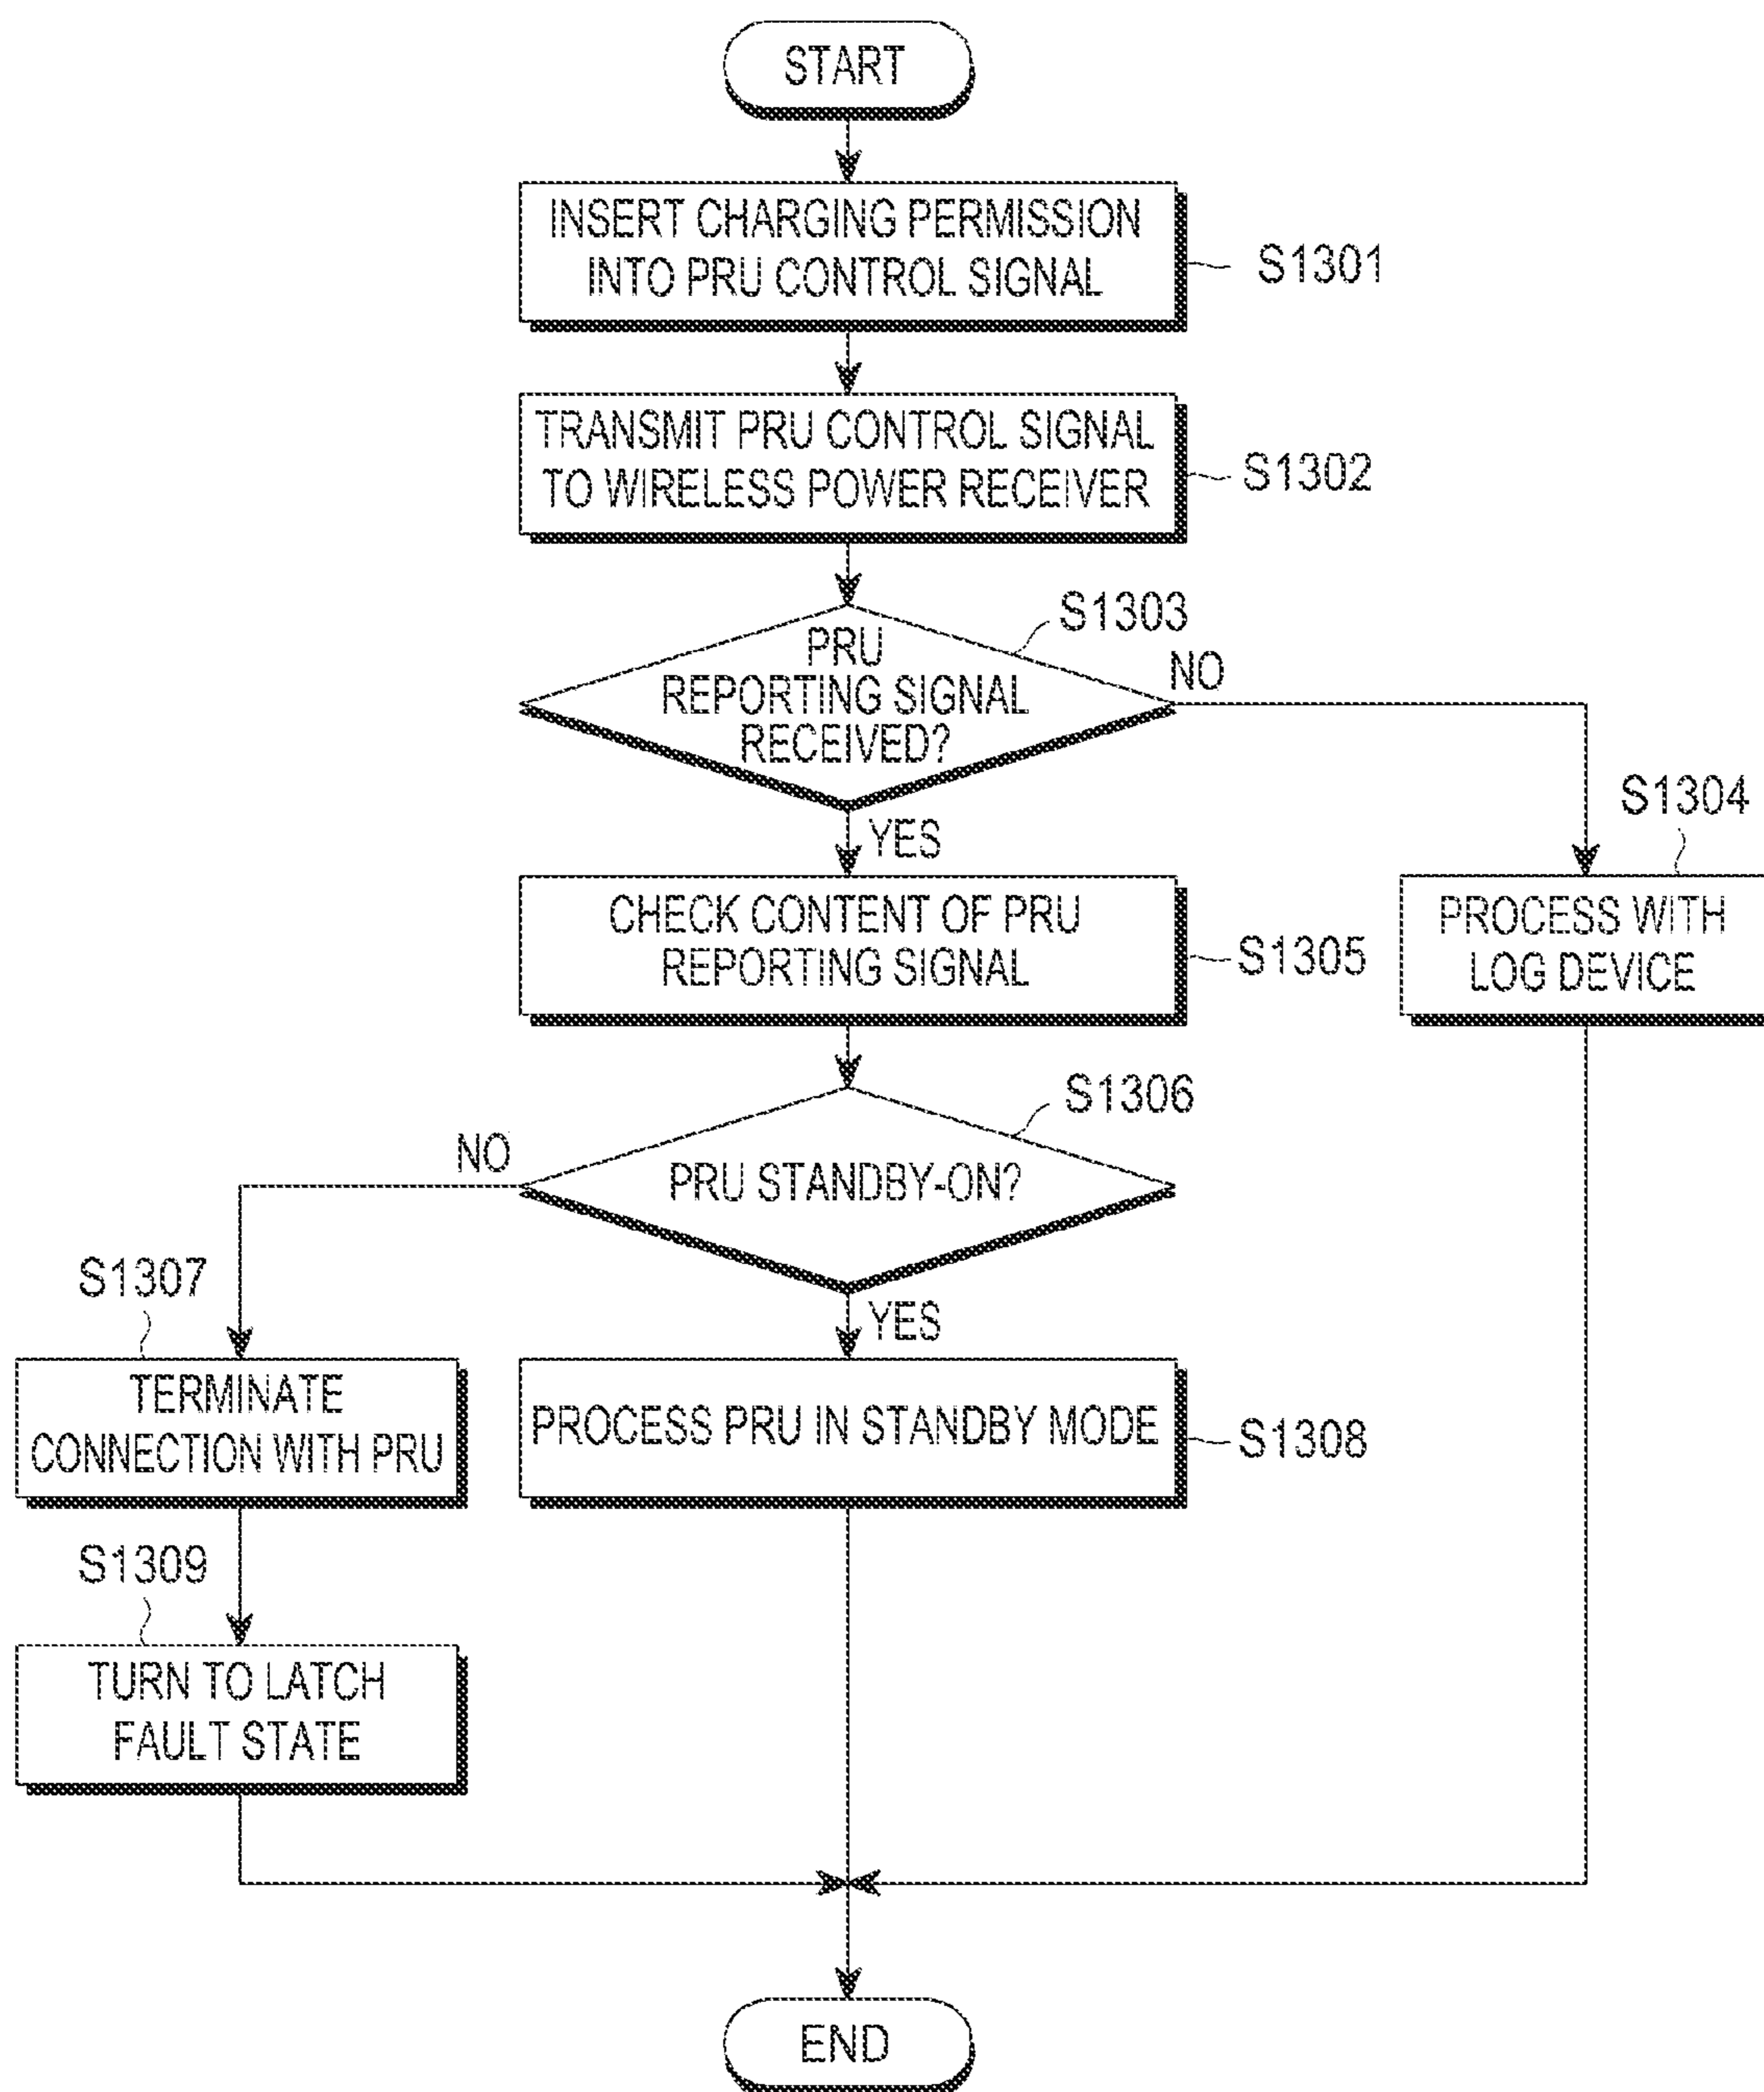 START
INSERT CHARGING PERMISSION
INTO PRU CONTROL SIGNAL
S1301
TRANSMIT PRU CONTROL SIGNAL
TO WIRELESS POWER RECEIVER
S1302
S1303
PRU
REPORTING SIGNAL
RECEIVED?
NO
YES
S1304
PROCESS WITH
LOG DEVICE
CHECK CONTENT OF PRU
REPORTING SIGNAL
S1305
S1306
PRU STANDBY-ON?
NO
YES
S1307
TERMINATE
CONNECTION WITH PRU
PROCESS PRU IN STANDBY MODE
S1308
S1309
TURN TO LATCH
FAULT STATE
END